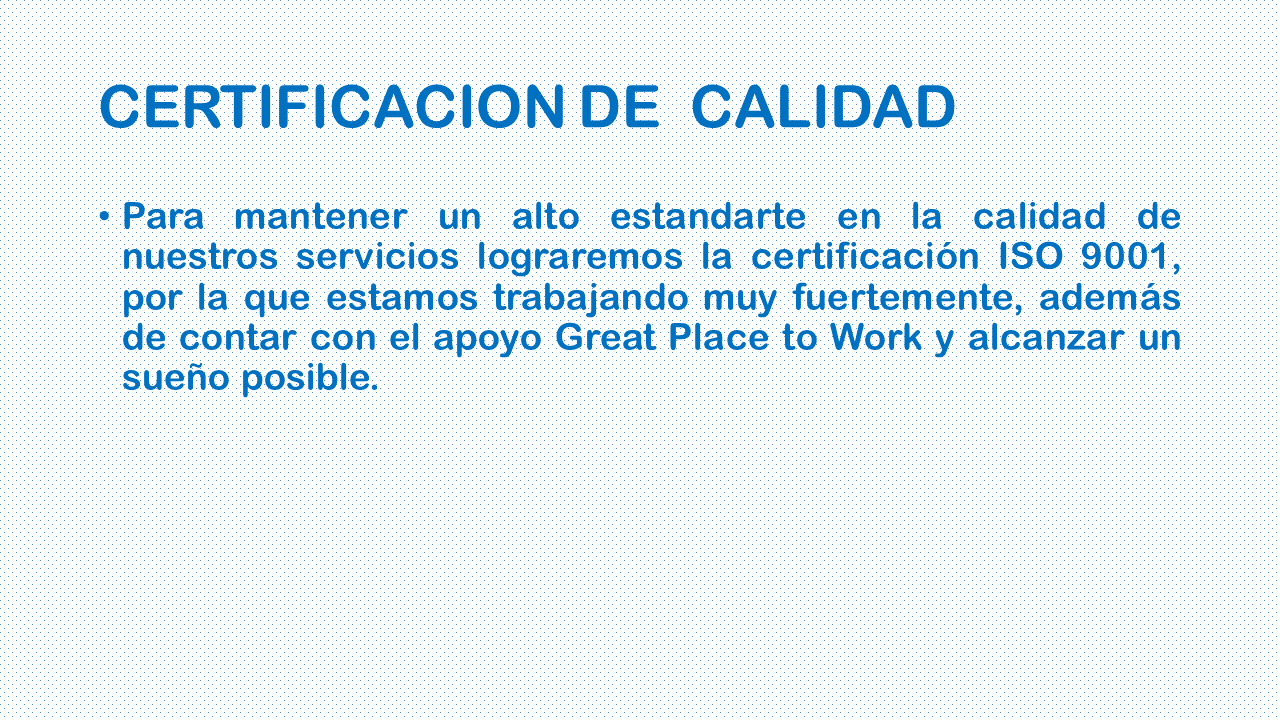 CERTIFICACION DE  CALIDAD
• Para mantener un alto estandarte en la calidad de
nuestros servicios lograremos la certificación ISO 9001,
por la que estamos trabajando muy fuertemente, además
de contar con el apoyo Great Place to Work y alcanzar un
sueño posible.